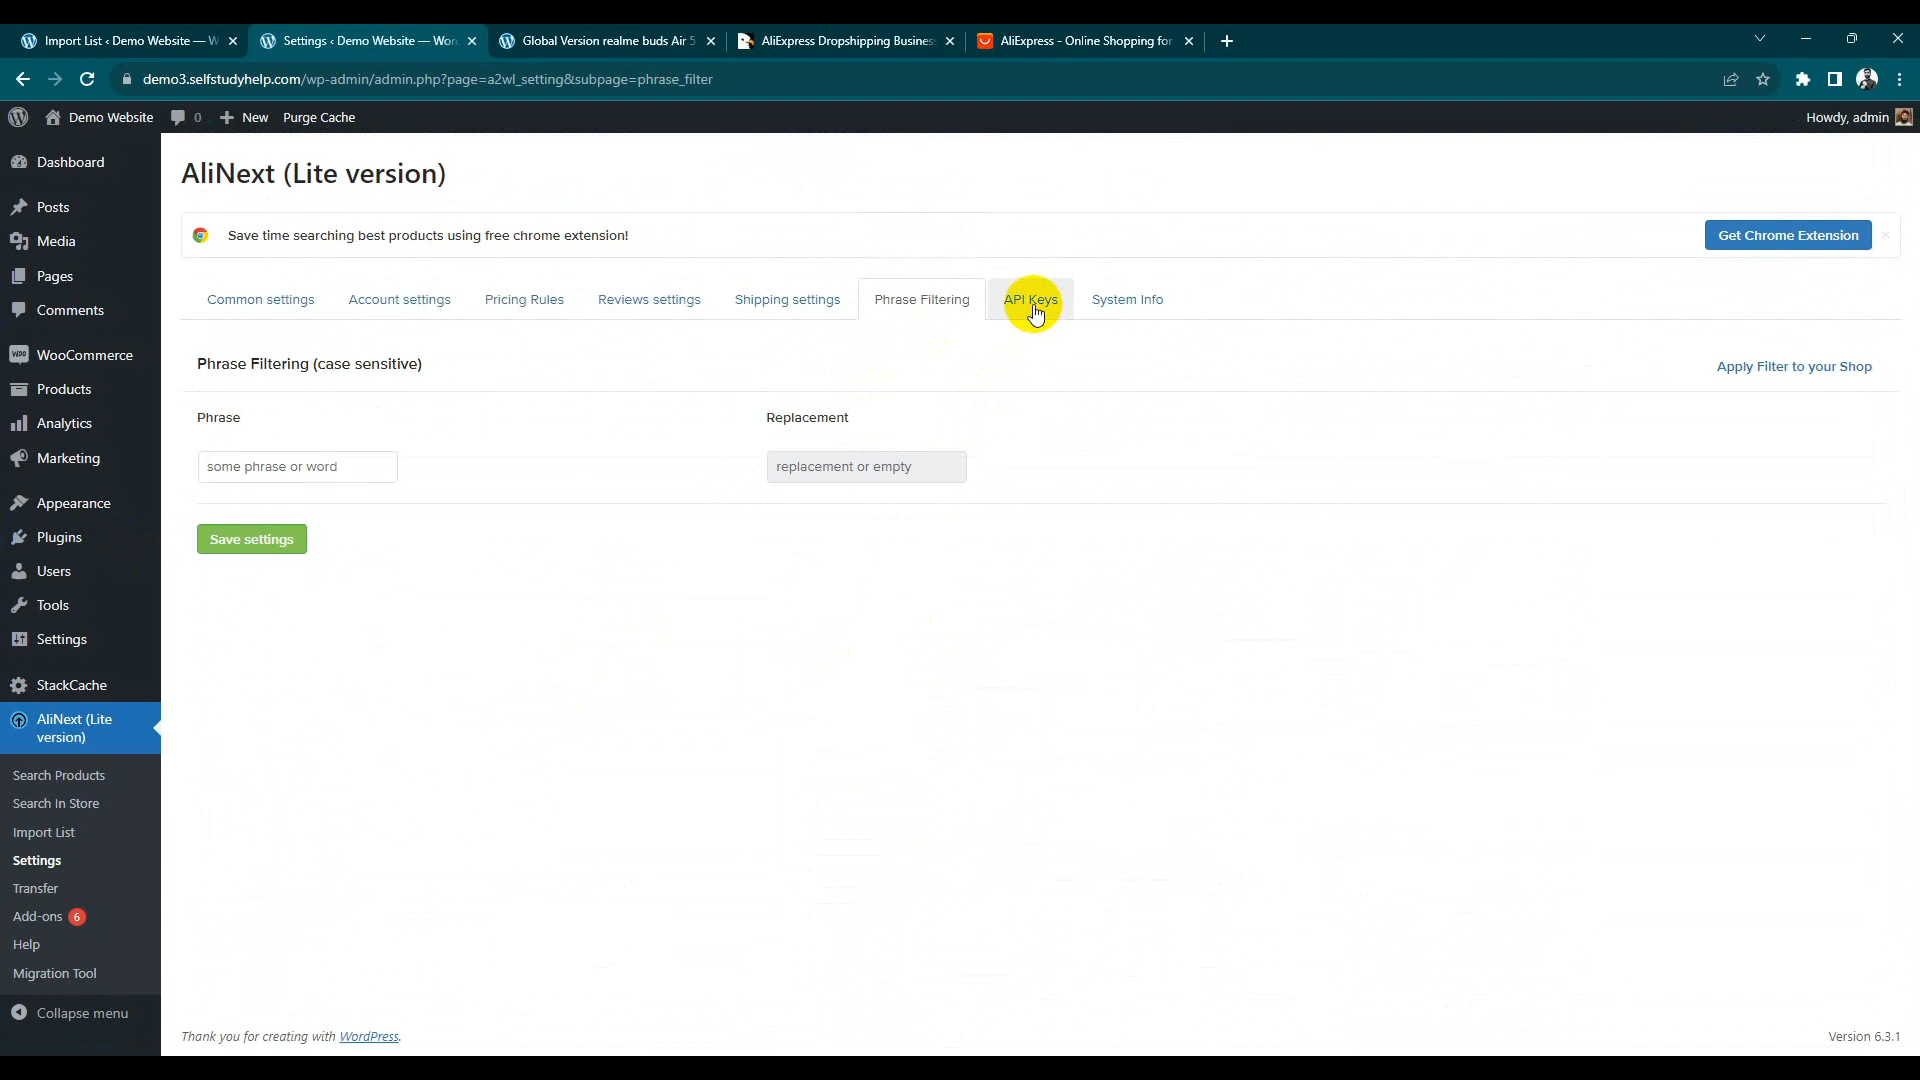 Import List ‹ Demo Website — W
Settings ‹ Demo Website — Wor
Global Version realme buds Air 5
AliExpress Dropshipping Business
AliExpress - Online Shopping for
demo3.selfstudyhelp.com/wp-admin/admin.php?page=a2wl_setting&subpage=phrase_filter
Demo Website
0
New
Purge Cache
Howdy, admin
Dashboard
Posts
Media
Pages
Comments
WooCommerce
Products
Analytics
Marketing
Appearance
Plugins
Users
Tools
Settings
StackCache
AliNext (Lite
version)
Search Products
Search In Store
Import List
Settings
Transfer
Add-ons 6
Help
Migration Tool
Collapse menu
AliNext (Lite version)
Save time searching best products using free chrome extension!
Get Chrome Extension
Common settings
Account settings
Pricing Rules
Reviews settings
Shipping settings
Phrase Filtering
API Keys
System Info
Phrase Filtering (case sensitive)
Apply Filter to your Shop
Phrase
Replacement
some phrase or word
replacement or empty
Save settings
Thank you for creating with WordPress.
Version 6.3.1